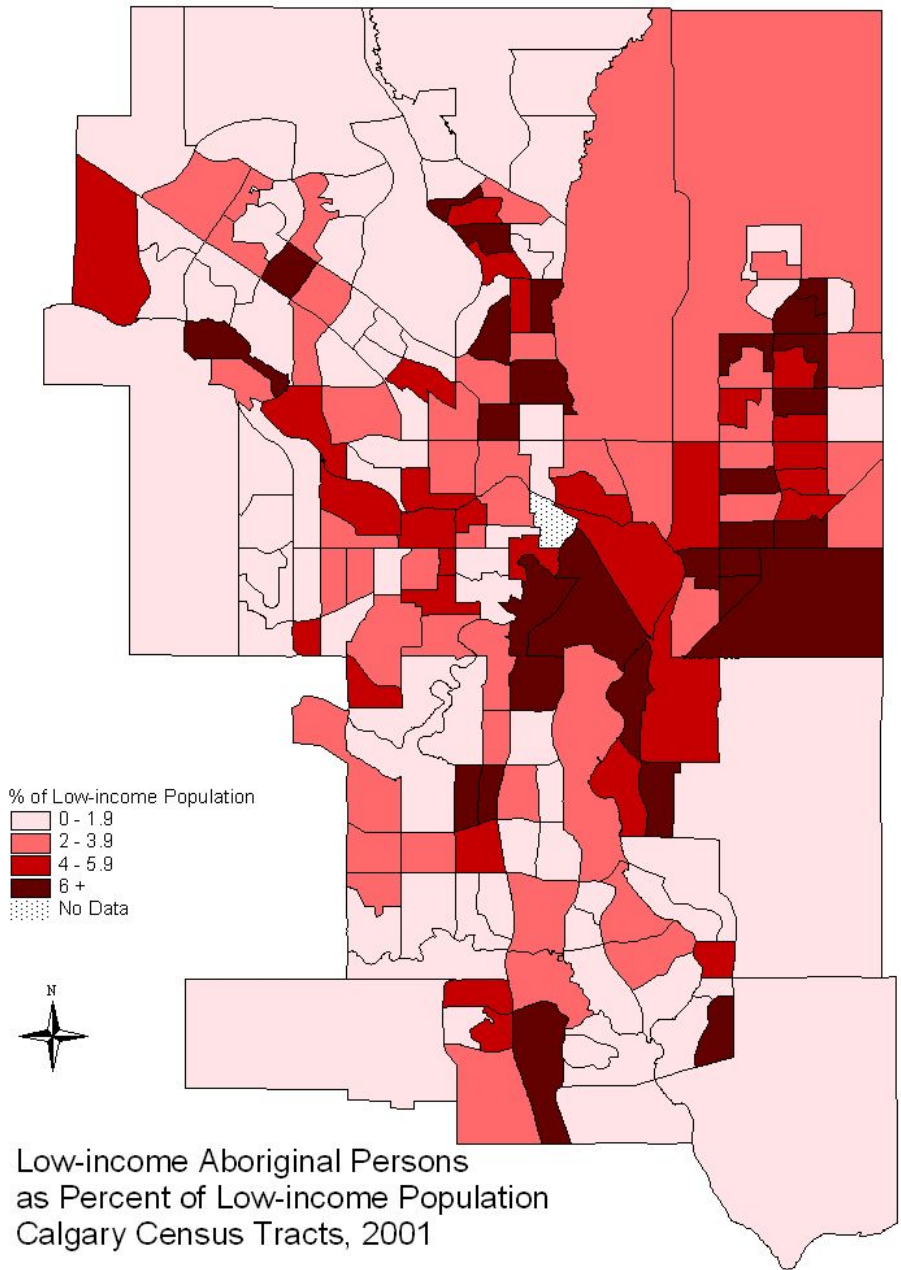 % of Low-income Population
0 - 1.9
2 - 3.9
4 - 5.9
6 +
No Data
N
Low-income Aboriginal Persons
as Percent of Low-income Population
Calgary Census Tracts, 2001